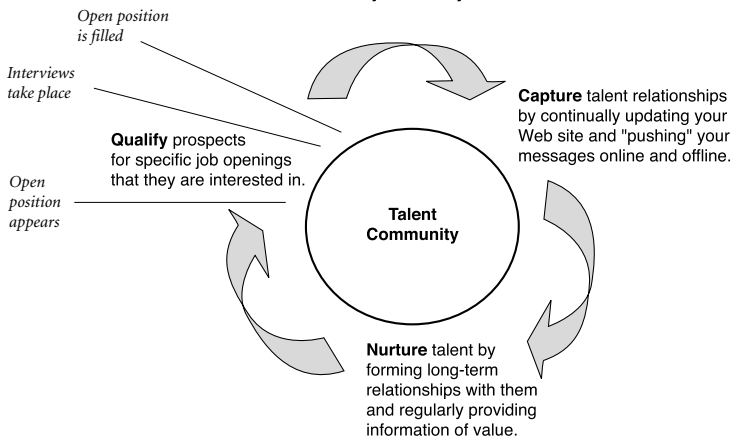 Open position
is filled
Interviews
take place
Capture talent relationships
by continually updating your
Web site and "pushing" your
messages online and offline.
Qualify prospects
for specific job openings
that they are interested in.
Open
position
appears
Talent
Community
Nurture talent by
forming long-term
relationships with them
and regularly providing
information of value.